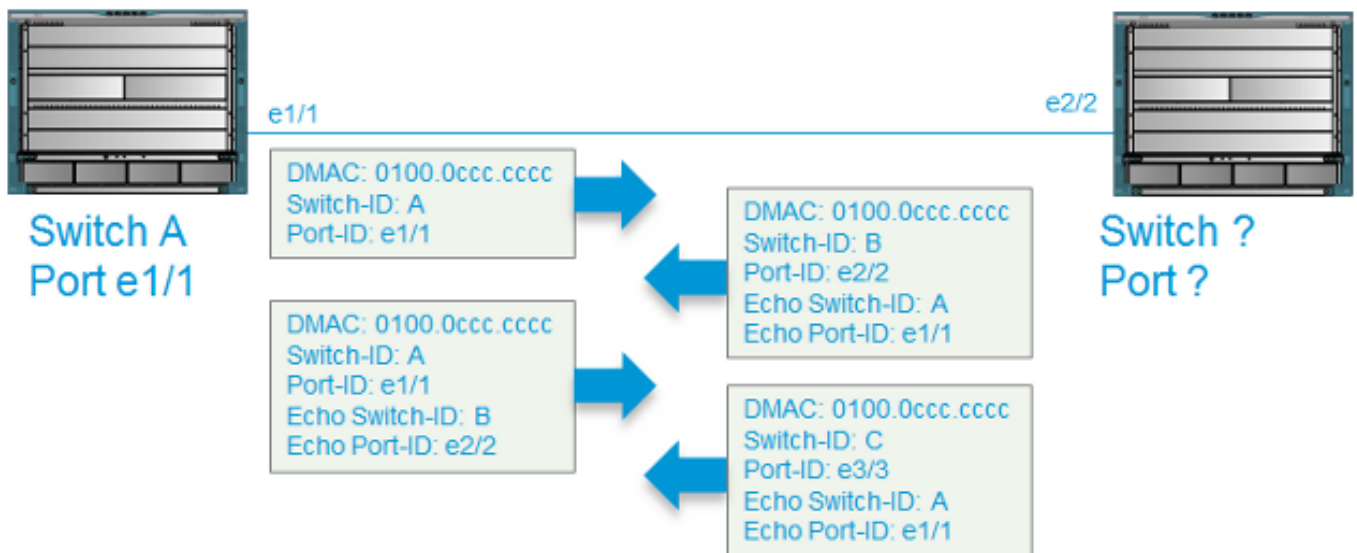 e1/1
e2/2
DMAC: 0100.0ccc.cccc
Switch-ID: A
Port-ID: e1/1
DMAC: 0100.0ccc.cccc
Switch-ID: B
Port-ID: e2/2
Echo Switch-ID: A
Echo Port-ID: e1/1
Switch A
Port e1/1
Switch ?
Port ?
DMAC: 0100.0ccc.cccc
Switch-ID: A
Port-ID: e1/1
Echo Switch-ID: B
Echo Port-ID: e2/2
DMAC: 0100.0ccc.cccc
Switch-ID: C
Port-ID: e3/3
Echo Switch-ID: A
Echo Port-ID: e1/1